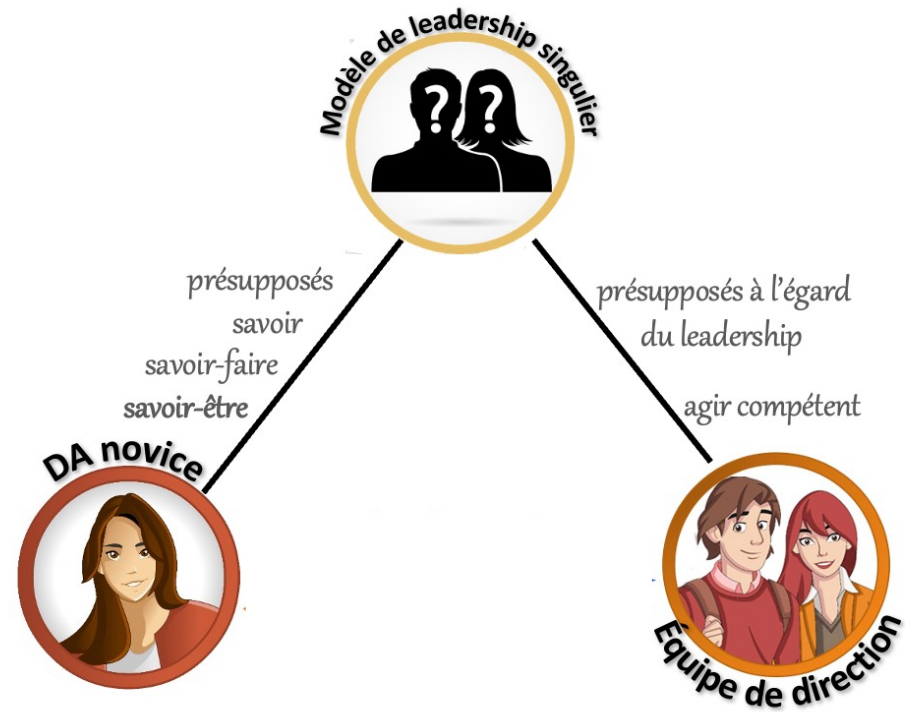 Modèle de leadership singulier
? ?
présupposés
savoir
savoir-faire
savoir-être
présupposés à l'égard
du leadership
agir compétent
DA novice
Équipe de direction